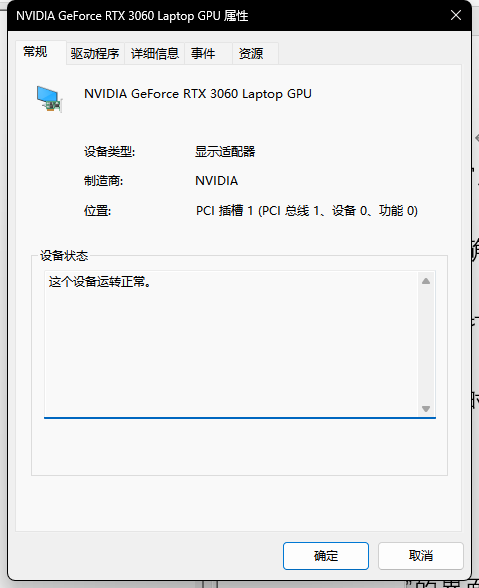 NVIDIA GeForce RTX 3060 Laptop GPU 属性
常规 驱动程序 详细信息 事件 资源
NVIDIA GeForce RTX 3060 Laptop GPU
设备类型: 显示适配器
制造商: NVIDIA
位置: PCI 插槽 1 (PCI 总线 1、设备 0、功能 0)
设备状态
这个设备运转正常。
确定 取消